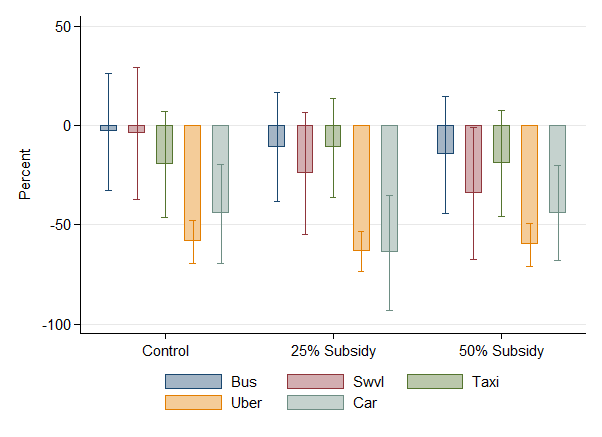 50
0
-50
-100
Percent
Control 25% Subsidy 50% Subsidy
Bus Swvl Taxi
Uber Car